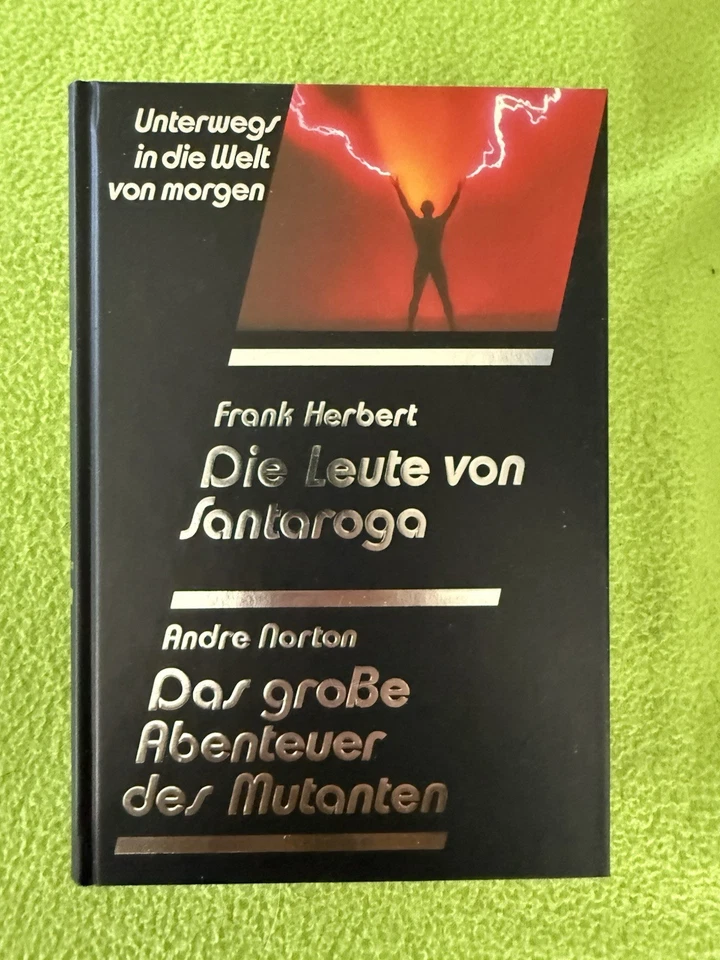 Unterwegs
in die Welt
von morgen
Frank Herbert
Die Leute von
Santaroga
Andre Norton
Das große
Abenteuer
des Mutanten